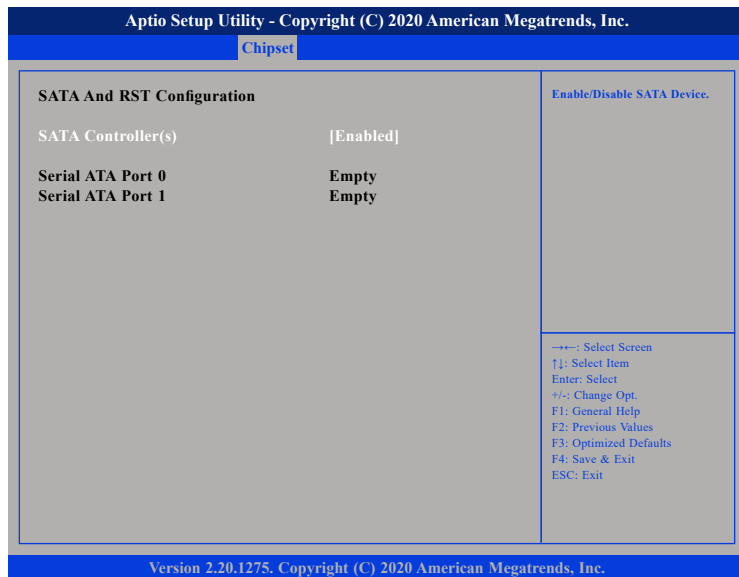 Aptio Setup Utility - Copyright (C) 2020 American Megatrends, Inc.
Chipset
SATA And RST Configuration
SATA Controller(s) [Enabled]
Serial ATA Port 0 Empty
Serial ATA Port 1 Empty
Enable/Disable SATA Device.
→←: Select Screen
↑↓: Select Item
Enter: Select
+/-: Change Opt.
F1: General Help
F2: Previous Values
F3: Optimized Defaults
F4: Save & Exit
ESC: Exit
Version 2.20.1275. Copyright (C) 2020 American Megatrends, Inc.